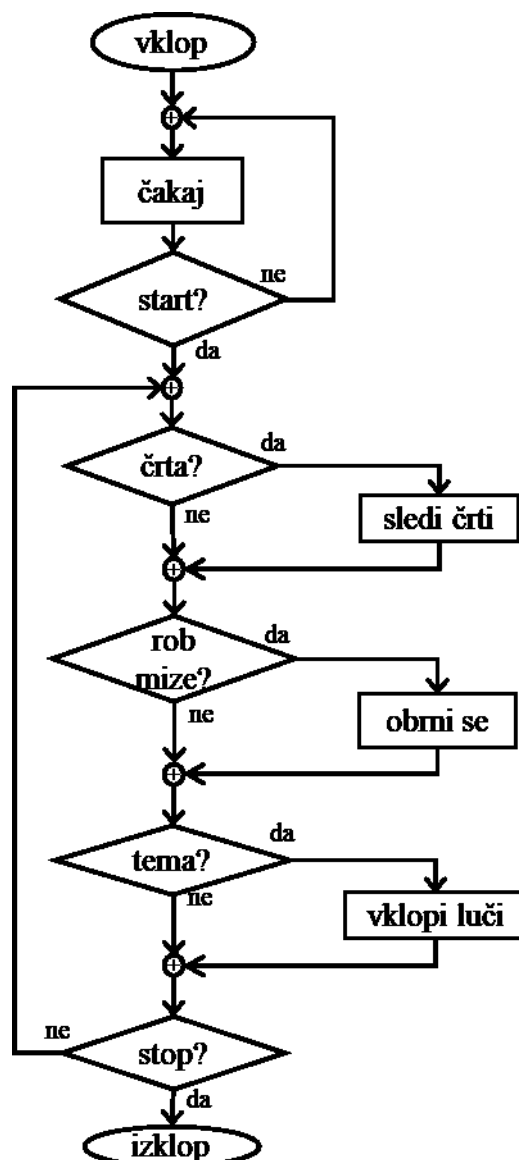 vklop
čakaj
ne
start?
da
da
črta?
ne
sledi črti
rob
mize?
da
ne
obrni se
da
tema?
ne
vklopi luči
ne
stop?
da
izklop